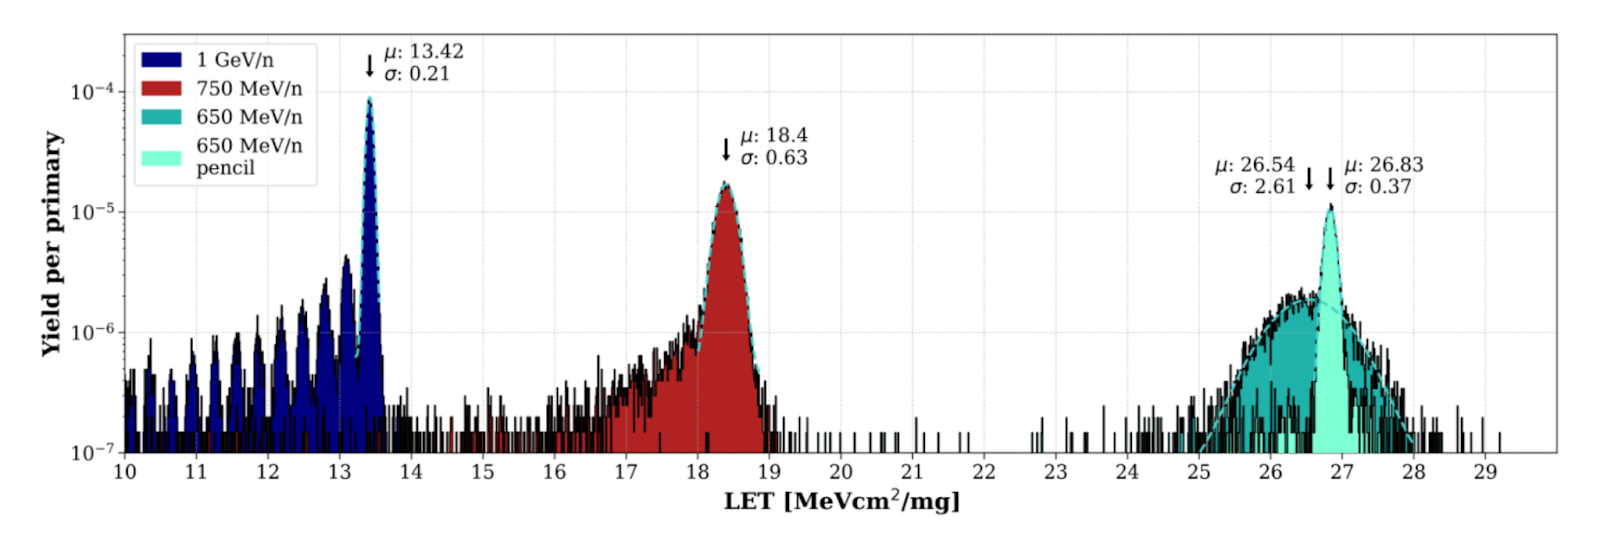 1 GeV/n
750 MeV/n
650 MeV/n
650 MeV/n
pencil
μ: 13.42
σ: 0.21
μ: 18.4
σ: 0.63
μ: 26.54
σ: 2.61
μ: 26.83
σ: 0.37
Yield per primary
10⁻⁴
10⁻⁵
10⁻⁶
10⁻⁷
10 11 12 13 14 15 16 17 18 19 20 21 22 23 24 25 26 27 28 29
LET [MeVcm²/mg]